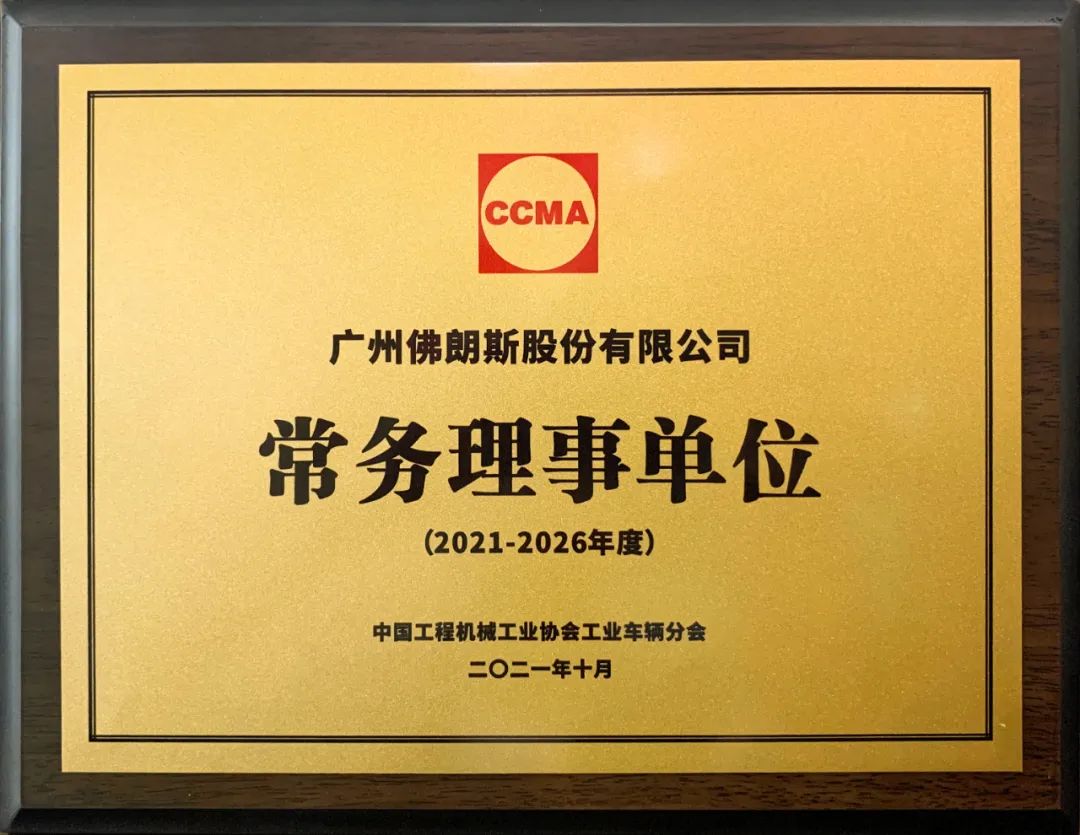 CCMA
广州佛朗斯股份有限公司
常务理事单位
（2021-2026年度）
中国工程机械工业协会工业车辆分会
二〇二一年十月